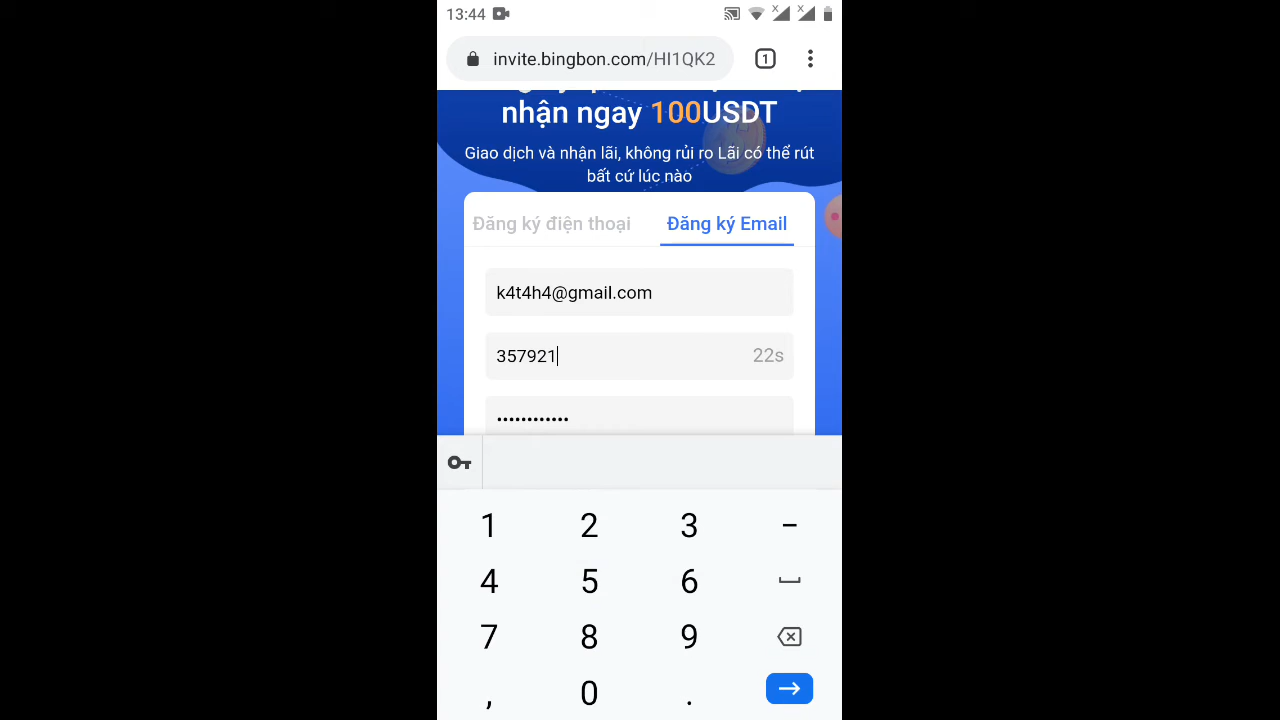 13:44
invite.bingbon.com/HI1QK2
1
nhận ngay 100USDT
Giao dịch và nhận lãi, không rủi ro Lãi có thể rút
bất cứ lúc nào
Đăng ký điện thoại Đăng ký Email
k4t4h4@gmail.com
357921 22s
••••••••••••
1 2 3 −
4 5 6
7 8 9
, 0 .